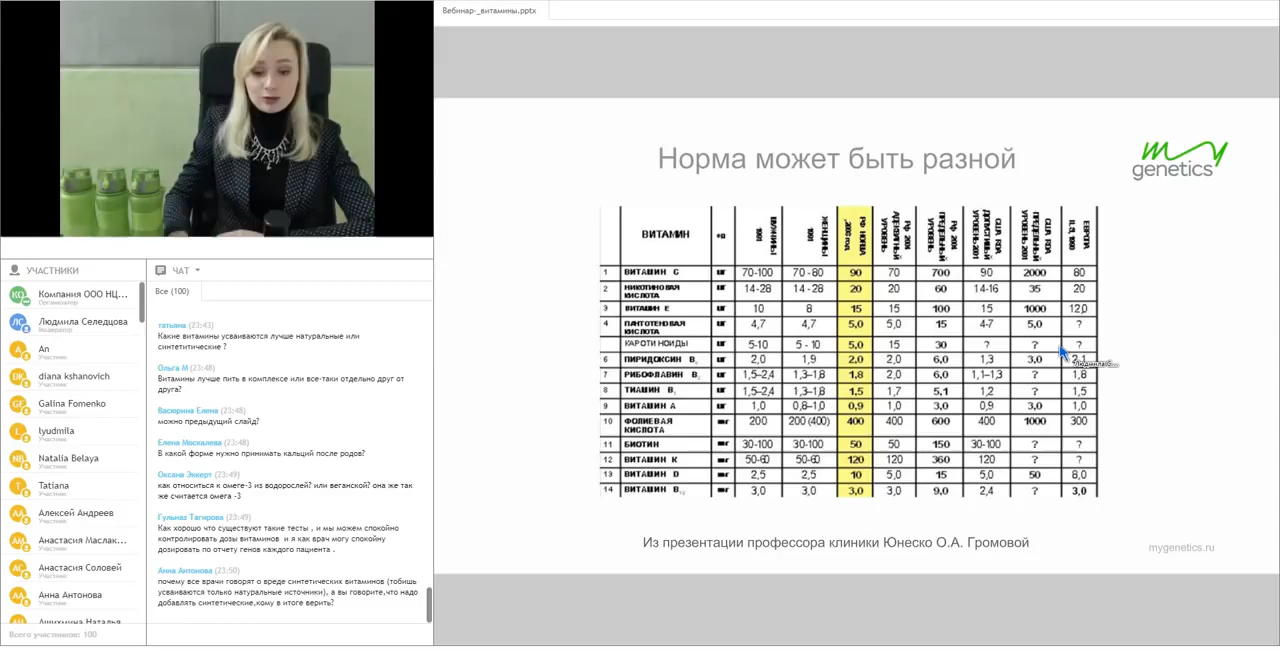 Вебинар-_витамины.pptx
УЧАСТНИКИ
КО Компания ООО НЦ...
Организатор
ЛС Людмила Селедцова
Модератор
A An
Участник
DK diana kshanovich
Участник
GF Galina Fomenko
Участник
L lyudmila
Участник
NB Natalia Belaya
Участник
T Tatiana
Участник
АА Алексей Андреев
Участник
АМ Анастасия Маслак...
Участник
АС Анастасия Соловей
Участник
АА Анна Антонова
Участник
Ашихмина Наталья
Всего участников: 100
ЧАТ
Все (100)
татьяна (23:43)
Какие витамины усваиваются лучше натуральные или
синтетитические ?
Ольга М (23:48)
Витамины лучше пить в комплексе или все-таки отдельно друг от
друга?
Васюрина Елена (23:48)
можно предыдущий слайд?
Елена Москалева (23:48)
В какой форме нужно принимать кальций после родов?
Оксана Эккерт (23:49)
как относиться к омега-3 из водорослей? или веганской? она же так
же считается омега -3
Гульназ Тагирова (23:49)
Как хорошо что существуют такие тесты , и мы можем спокойно
контролировать дозы витаминов и я как врач могу спокойну
дозировать по отчету генов каждого пациента .
Анна Антонова (23:50)
почему все врачи говорят о вреде синтетических витаминов (тобишь
усваиваются только натуральные источники), а вы говорите,что надо
добавлять синтетические,кому в итоге верить?
Норма может быть разной
my
genetics
ВИТАМИН МУЖЧИНЫ 1991 ЖЕНЩИНЫ 1991
1 ВИТАМИН С мг 70-100 70 - 80 90 70 700 90 2000 80
2 НИКОТИНОВАЯ КИСЛОТА мг 14-28 14 - 28 20 20 60 14-16 35 20
3 ВИТАМИН Е мг 10 8 15 15 100 15 1000 12,0
4 ПАНТОТЕНОВАЯ КИСЛОТА мг 4,7 4,7 5,0 5,0 15 4-7 5,0 ?
КАРОТИНОИДЫ мг 5-10 5 - 10 5,0 15 30 ? ? ?
6 ПИРИДОКСИН В мг 2,0 1,9 2,0 2,0 6,0 1,3 3,0 2,1
7 РИБОФЛАВИН В мг 1,5–2,4 1,3–1,8 1,8 2,0 6,0 1,1–1,3 ? 1,8
8 ТИАМИН В мг 1,5–2,4 1,3–1,8 1,5 1,7 5,1 1,2 ? 1,5
9 ВИТАМИН А мг 1,0 0,8–1,0 0,9 1,0 3,0 0,9 3,0 1,0
10 ФОЛИЕВАЯ КИСЛОТА мкг 200 200 (400) 400 400 600 400 1000 300
11 БИОТИН мкг 30-100 30-100 50 50 150 30-100 ? ?
12 ВИТАМИН К мкг 50-60 50-60 120 120 360 120 ? ?
13 ВИТАМИН D мкг 2,5 2,5 10 5,0 15 5,0 50 8,0
14 ВИТАМИН В мкг 3,0 3,0 3,0 3,0 9,0 2,4 ? 3,0
Из презентации профессора клиники Юнеско О.А. Громовой
mygenetics.ru